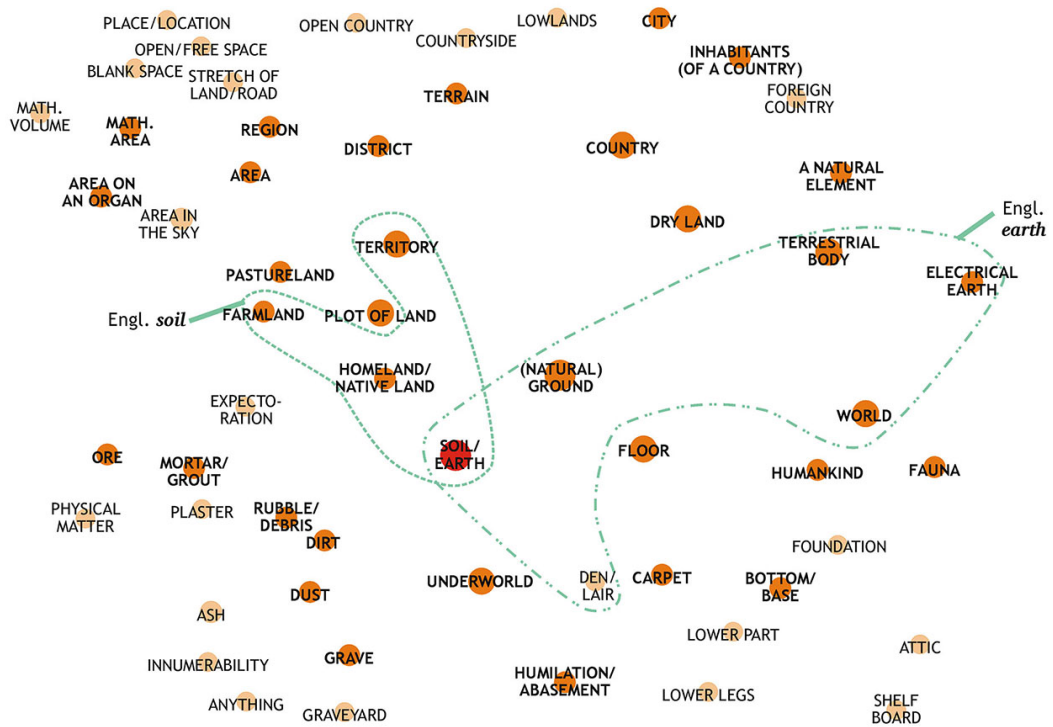 PLACE/LOCATION
OPEN COUNTRY
LOWLANDS
CITY
OPEN/FREE SPACE
COUNTRYSIDE
INHABITANTS
(OF A COUNTRY)
BLANK SPACE
STRETCH OF
LAND/ROAD
TERRAIN
FOREIGN
COUNTRY
MATH.
VOLUME
MATH.
AREA
REGION
DISTRICT
COUNTRY
AREA
A NATURAL
ELEMENT
AREA ON
AN ORGAN
AREA IN
THE SKY
DRY LAND
Engl.
earth
TERRITORY
TERRESTRIAL
BODY
PASTURELAND
ELECTRICAL
EARTH
Engl. soil
FARMLAND
PLOT OF LAND
HOMELAND/
NATIVE LAND
(NATURAL)
GROUND
EXPECTO-
RATION
WORLD
SOIL/
EARTH
FLOOR
ORE
MORTAR/
GROUT
HUMANKIND
FAUNA
PHYSICAL
MATTER
PLASTER
RUBBLE/
DEBRIS
DIRT
FOUNDATION
UNDERWORLD
DEN/
LAIR
CARPET
BOTTOM/
BASE
DUST
ASH
LOWER PART
ATTIC
INNUMERABILITY
GRAVE
HUMILATION/
ABASEMENT
LOWER LEGS
ANYTHING
GRAVEYARD
SHELF
BOARD